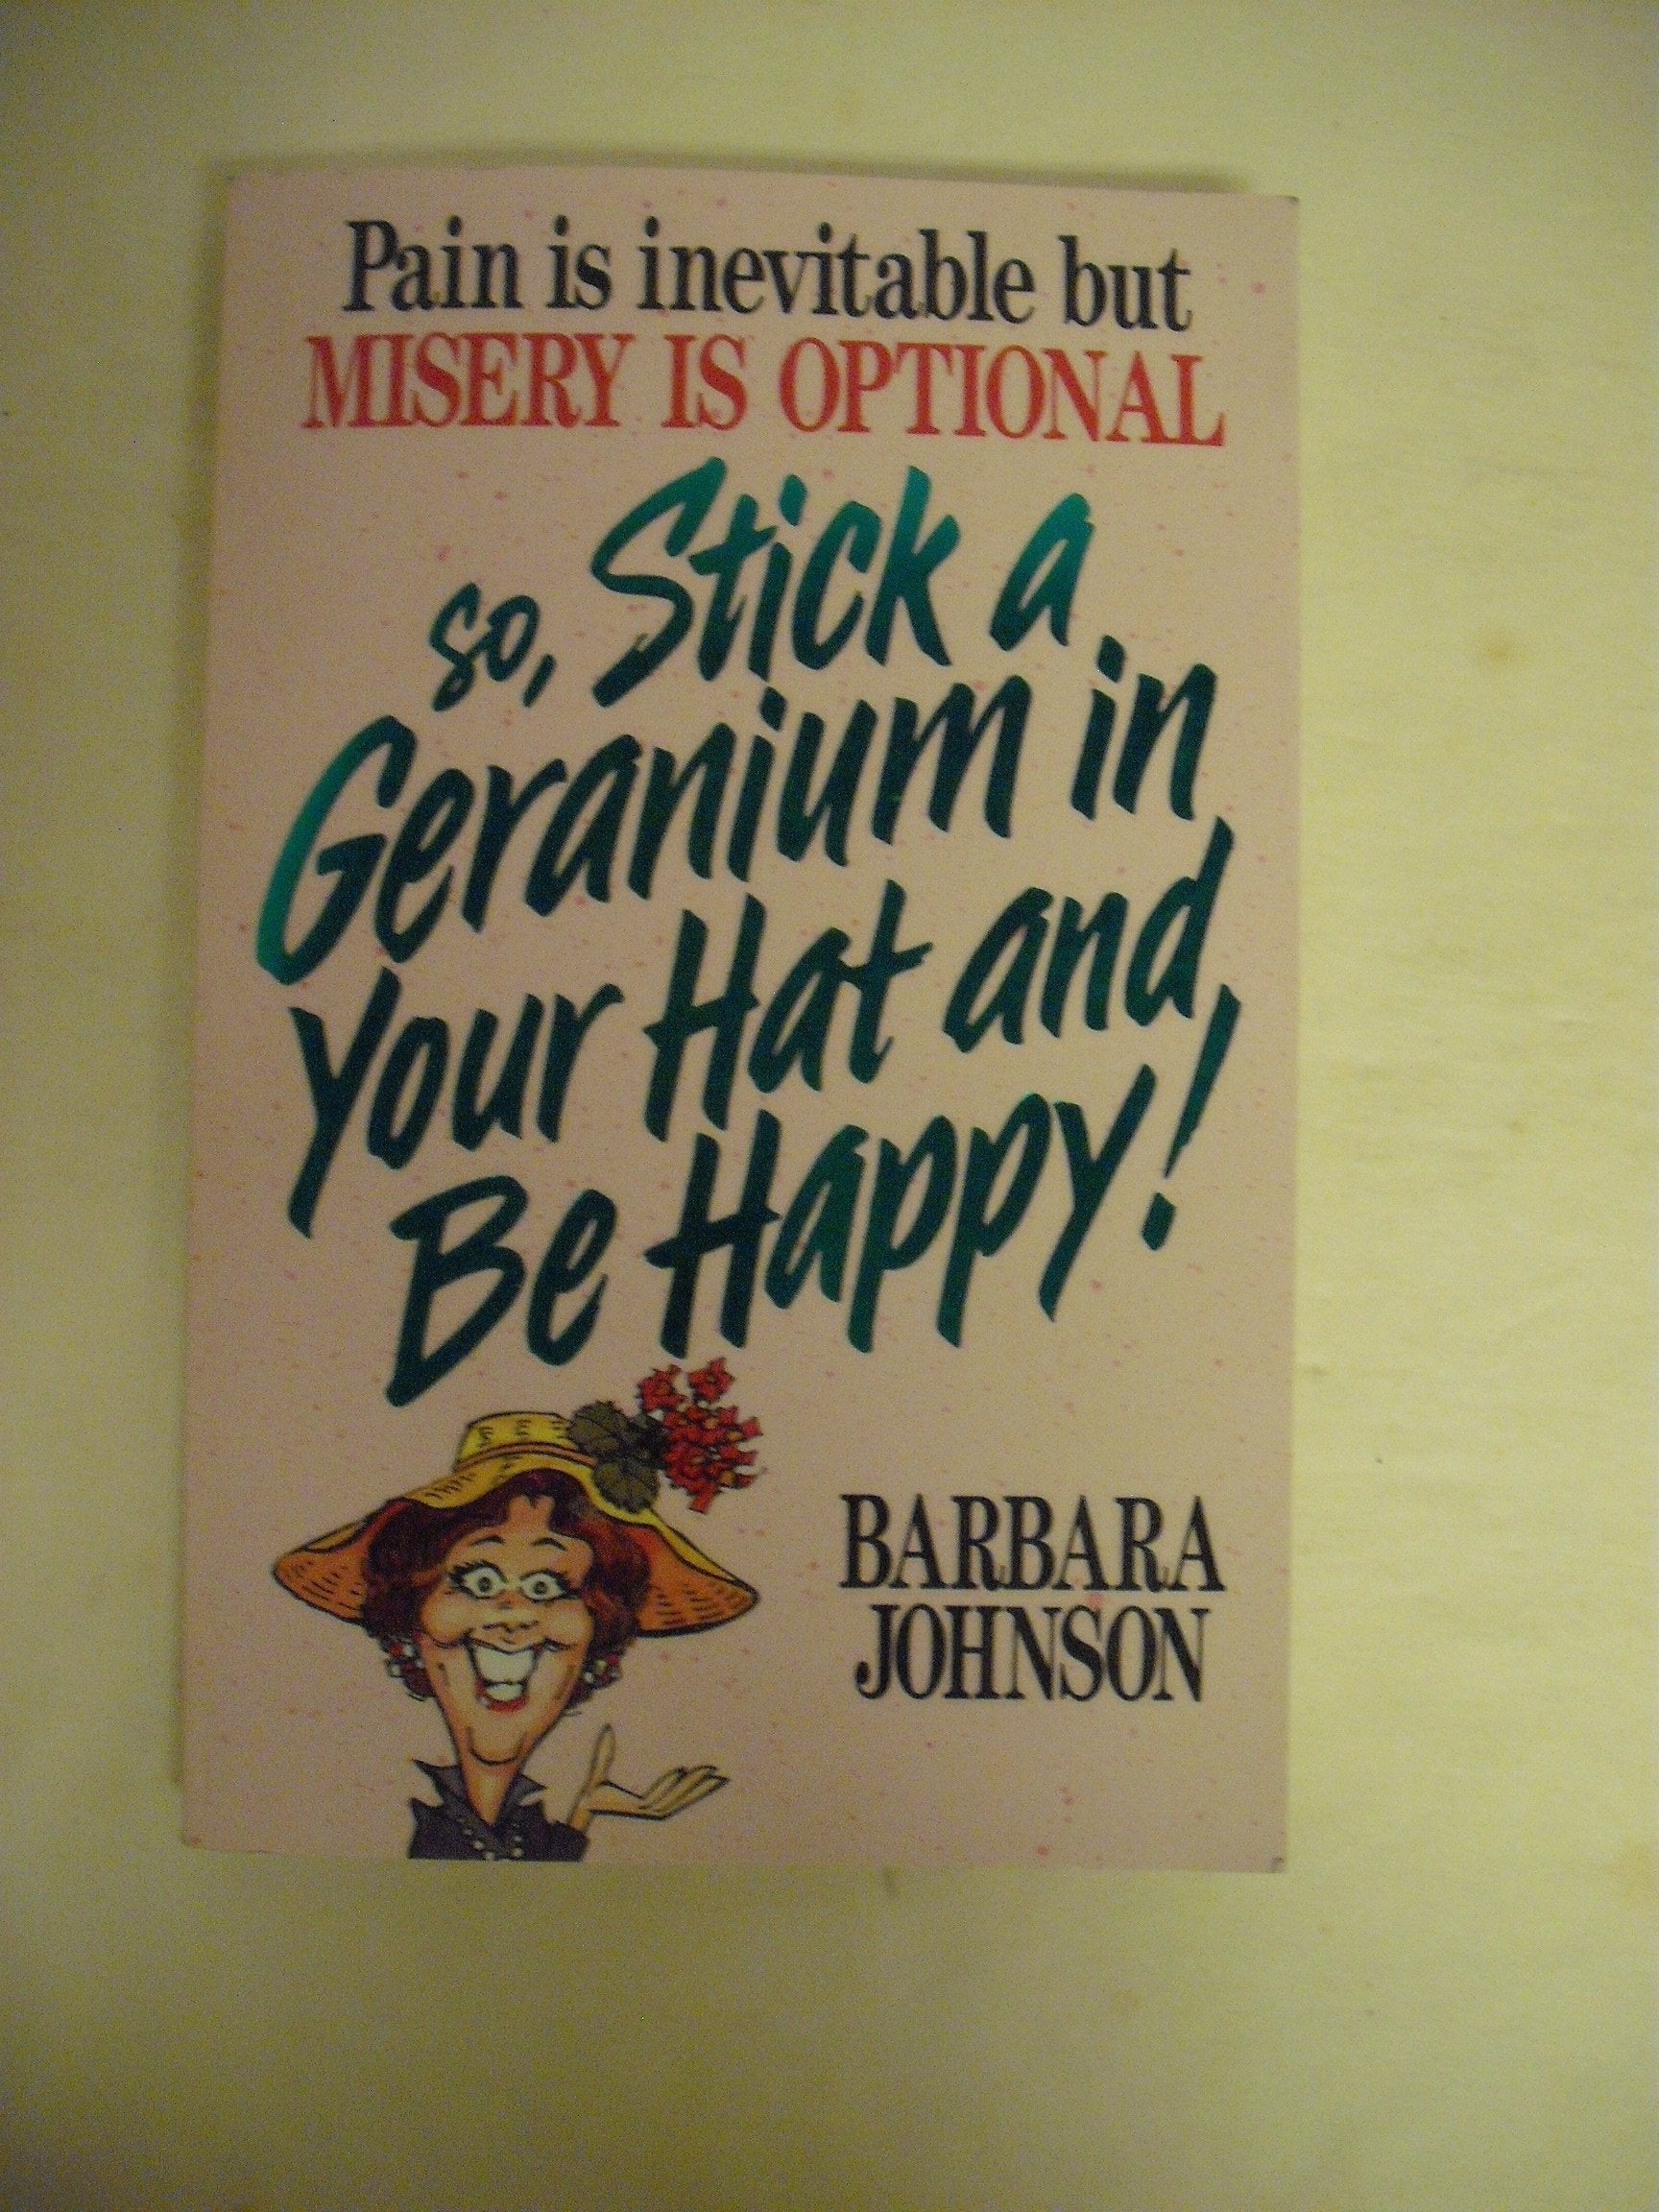 Pain is inevitable but
MISERY IS OPTIONAL
so, Stick a
Geranium in
Your Hat and
Be Happy!
BARBARA
JOHNSON